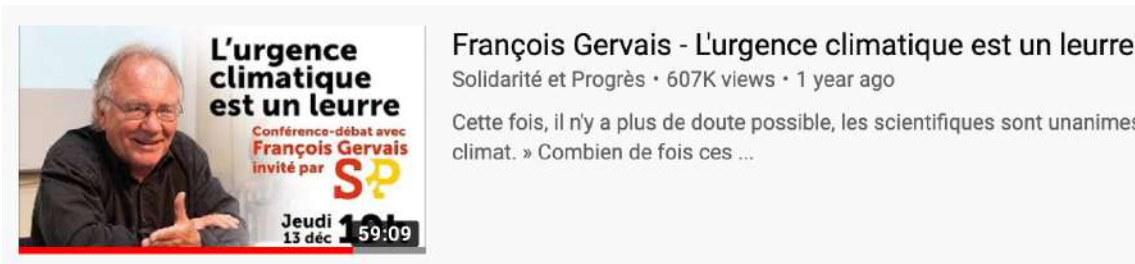 L'urgence
climatique
est un leurre
Conférence-débat avec
François Gervais
invité par
SP
Jeudi
13 déc
59:09
François Gervais - L'urgence climatique est un leurre
Solidarité et Progrès • 607K views • 1 year ago
Cette fois, il n'y a plus de doute possible, les scientifiques sont unanimes
climat. » Combien de fois ces ...